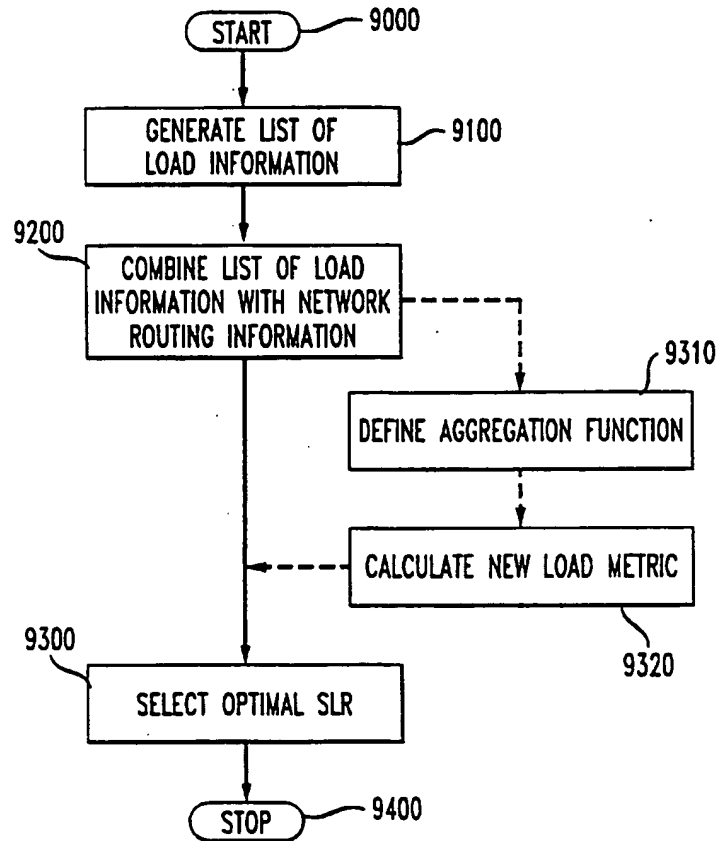 START
9000
GENERATE LIST OF
LOAD INFORMATION
9100
9200
COMBINE LIST OF LOAD
INFORMATION WITH NETWORK
ROUTING INFORMATION
9310
DEFINE AGGREGATION FUNCTION
CALCULATE NEW LOAD METRIC
9320
9300
SELECT OPTIMAL SLR
STOP
9400